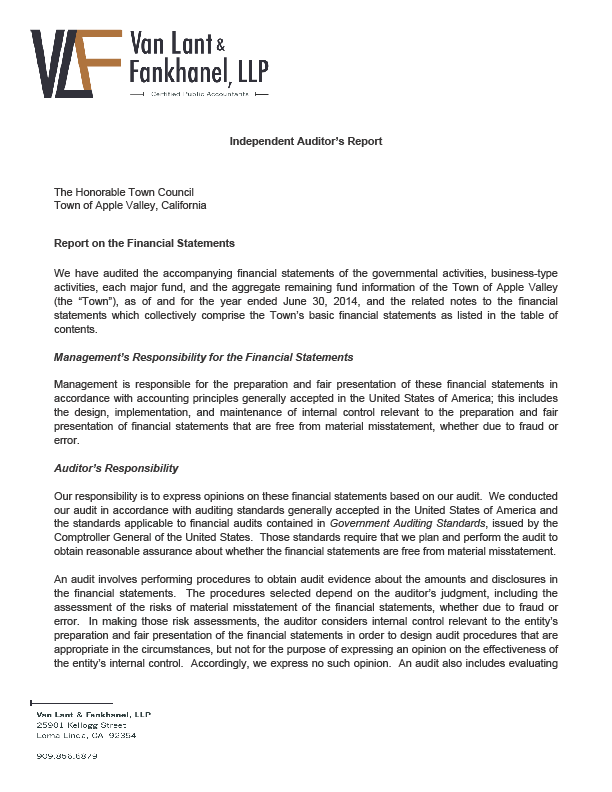 VLF
Van Lant &
Fankhanel, LLP
Certified Public Accountants
Independent Auditor's Report
The Honorable Town Council
Town of Apple Valley, California
Report on the Financial Statements
We have audited the accompanying financial statements of the governmental activities, business-type
activities, each major fund, and the aggregate remaining fund information of the Town of Apple Valley
(the "Town"), as of and for the year ended June 30, 2014, and the related notes to the financial
statements which collectively comprise the Town's basic financial statements as listed in the table of
contents.
Management's Responsibility for the Financial Statements
Management is responsible for the preparation and fair presentation of these financial statements in
accordance with accounting principles generally accepted in the United States of America; this includes
the design, implementation, and maintenance of internal control relevant to the preparation and fair
presentation of financial statements that are free from material misstatement, whether due to fraud or
error.
Auditor's Responsibility
Our responsibility is to express opinions on these financial statements based on our audit. We conducted
our audit in accordance with auditing standards generally accepted in the United States of America and
the standards applicable to financial audits contained in Government Auditing Standards, issued by the
Comptroller General of the United States. Those standards require that we plan and perform the audit to
obtain reasonable assurance about whether the financial statements are free from material misstatement.
An audit involves performing procedures to obtain audit evidence about the amounts and disclosures in
the financial statements. The procedures selected depend on the auditor's judgment, including the
assessment of the risks of material misstatement of the financial statements, whether due to fraud or
error. In making those risk assessments, the auditor considers internal control relevant to the entity's
preparation and fair presentation of the financial statements in order to design audit procedures that are
appropriate in the circumstances, but not for the purpose of expressing an opinion on the effectiveness of
the entity's internal control. Accordingly, we express no such opinion. An audit also includes evaluating
Van Lant & Fankhanel, LLP
25901 Kellogg Street
Loma Linda, CA 92354
909.856.6879